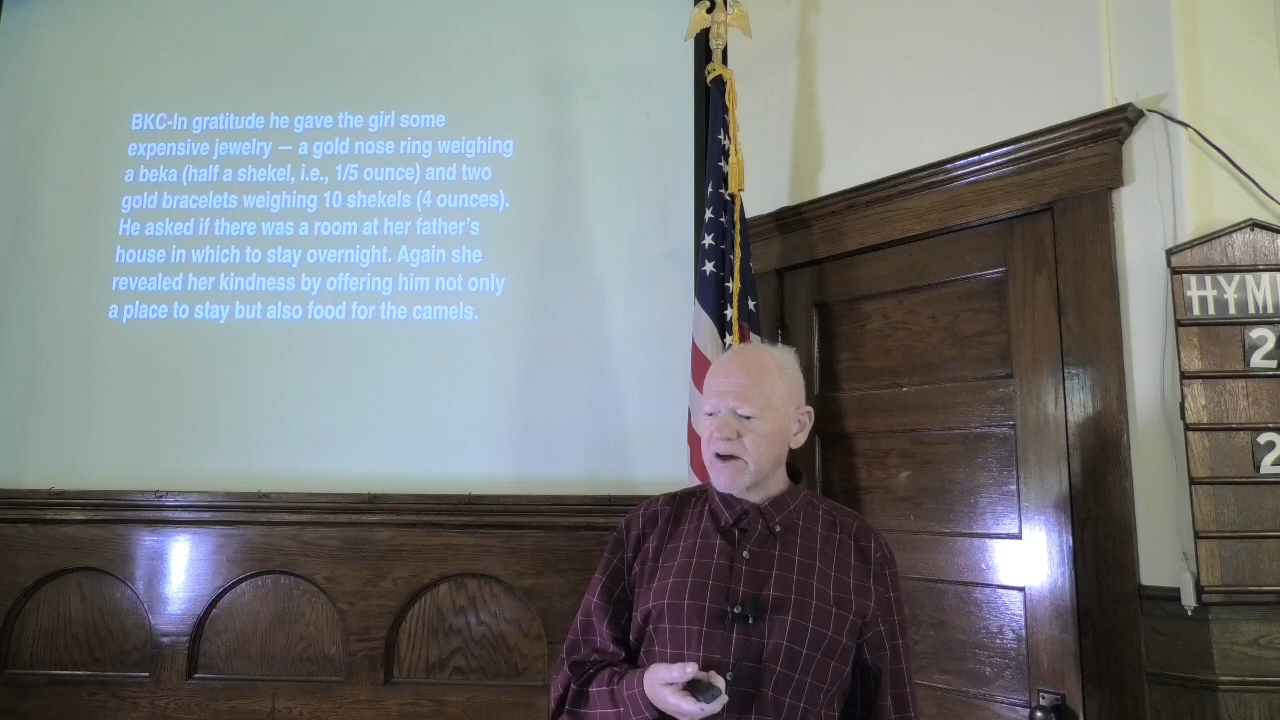 BKC-In gratitude he gave the girl some
expensive jewelry — a gold nose ring weighing
a beka (half a shekel, i.e., 1/5 ounce) and two
gold bracelets weighing 10 shekels (4 ounces).
He asked if there was a room at her father's
house in which to stay overnight. Again she
revealed her kindness by offering him not only
a place to stay but also food for the camels.
2
2